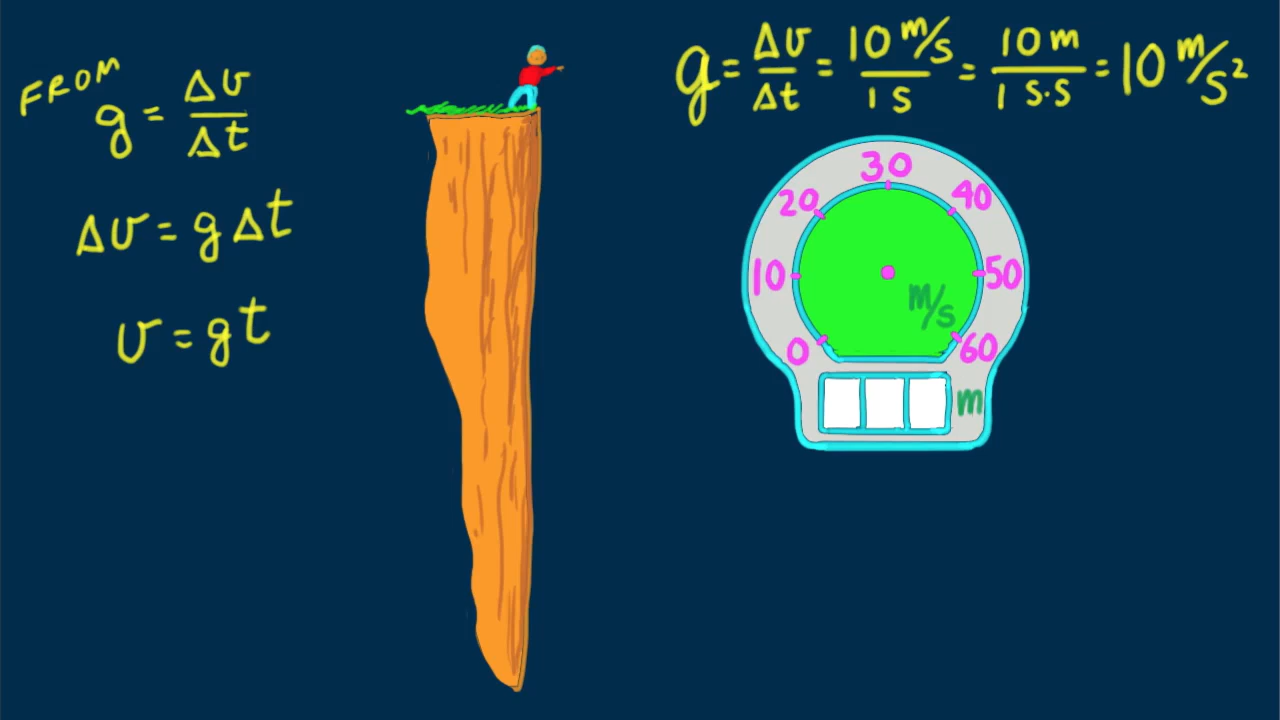 FROM
g = Δv/Δt
Δv = gΔt
v = gt
g = Δv/Δt = 10 m/s / 1 s = 10 m / 1 s·s = 10 m/s²
30
20 40
10 50
m/s
0 60
m